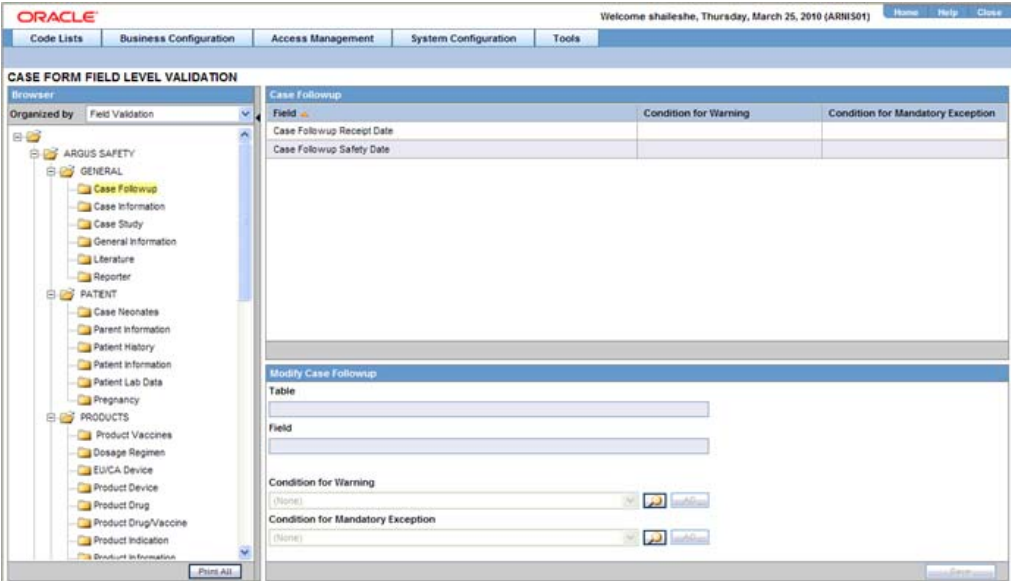 ORACLE
Welcome shaileshe, Thursday, March 25, 2010 (ARNIS01)
Home Help Close
Code Lists Business Configuration Access Management System Configuration Tools
CASE FORM FIELD LEVEL VALIDATION
Browser
Organized by Field Validation
ARGUS SAFETY
GENERAL
Case Followup
Case Information
Case Study
General Information
Literature
Reporter
PATIENT
Case Neonates
Parent Information
Patient History
Patient Information
Patient Lab Data
Pregnancy
PRODUCTS
Product Vaccines
Dosage Regimen
EU/CA Device
Product Device
Product Drug
Product Drug/Vaccine
Product Indication
Product Information
Print All
Case Followup
Field Condition for Warning Condition for Mandatory Exception
Case Followup Receipt Date
Case Followup Safety Date
Modify Case Followup
Table
Field
Condition for Warning
(None)
Condition for Mandatory Exception
(None)
Save